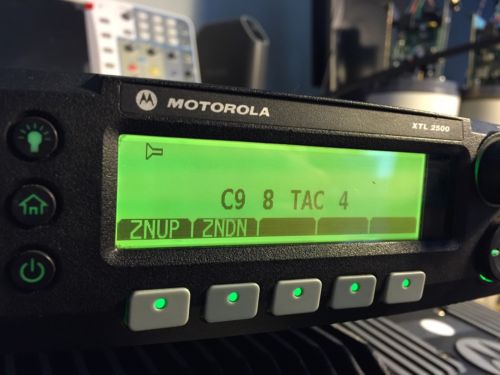 MOTOROLA
XTL 2500
C9 8 TAC 4
ZNUP ZNDN